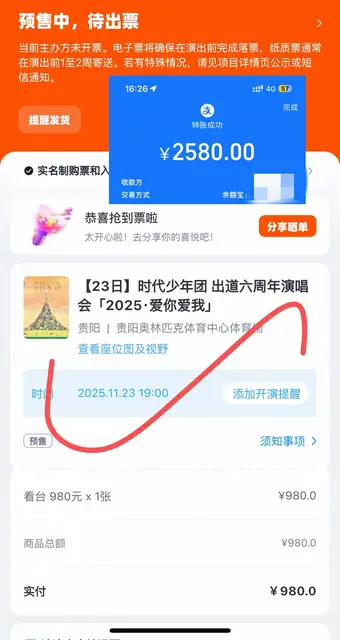 预售中，待出票
当前主办方未开票。电子票将确保在演出前完成落票，纸质票通常
在演出前1至2周寄送。若有特殊情况，请见项目详情页公示或短
信通知。
提醒发货
16:26
4G 57
完成
支
转账成功
¥2580.00
收款方
交易方式
余额宝
实名制购票和入
恭喜抢到票啦
太开心啦！去分享你的喜悦吧！
分享晒单
【23日】时代少年团 出道六周年演唱
会「2025·爱你爱我」
贵阳 | 贵阳奥林匹克体育中心体育场
查看座位图及视野
时间
2025.11.23 19:00
添加开演提醒
预售
须知事项
看台 980元 x 1张
¥980.0
商品总额
¥980.0
实付
¥980.0